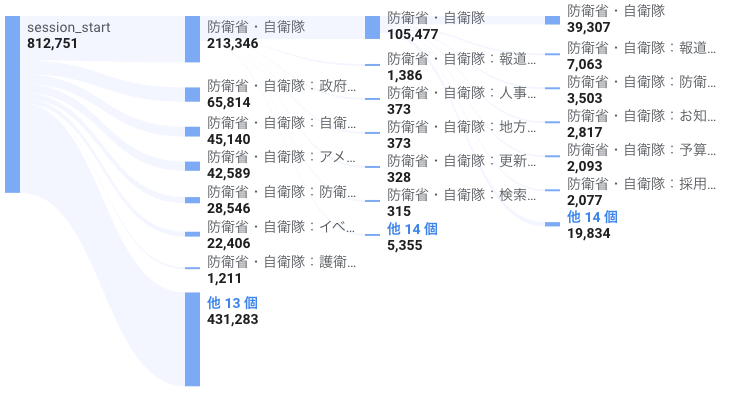 session_start
812,751
防衛省・自衛隊
213,346
防衛省・自衛隊：政府...
65,814
防衛省・自衛隊：自衛...
45,140
防衛省・自衛隊：アメ...
42,589
防衛省・自衛隊：防衛...
28,546
防衛省・自衛隊：イベ...
22,406
防衛省・自衛隊：護衛...
1,211
他 13 個
431,283
防衛省・自衛隊
105,477
防衛省・自衛隊：報道...
1,386
防衛省・自衛隊：人事...
373
防衛省・自衛隊：地方...
373
防衛省・自衛隊：更新...
328
防衛省・自衛隊：検索...
315
他 14 個
5,355
防衛省・自衛隊
39,307
防衛省・自衛隊：報道...
7,063
防衛省・自衛隊：防衛...
3,503
防衛省・自衛隊：お知...
2,817
防衛省・自衛隊：予算...
2,093
防衛省・自衛隊：採用...
2,077
他 14 個
19,834